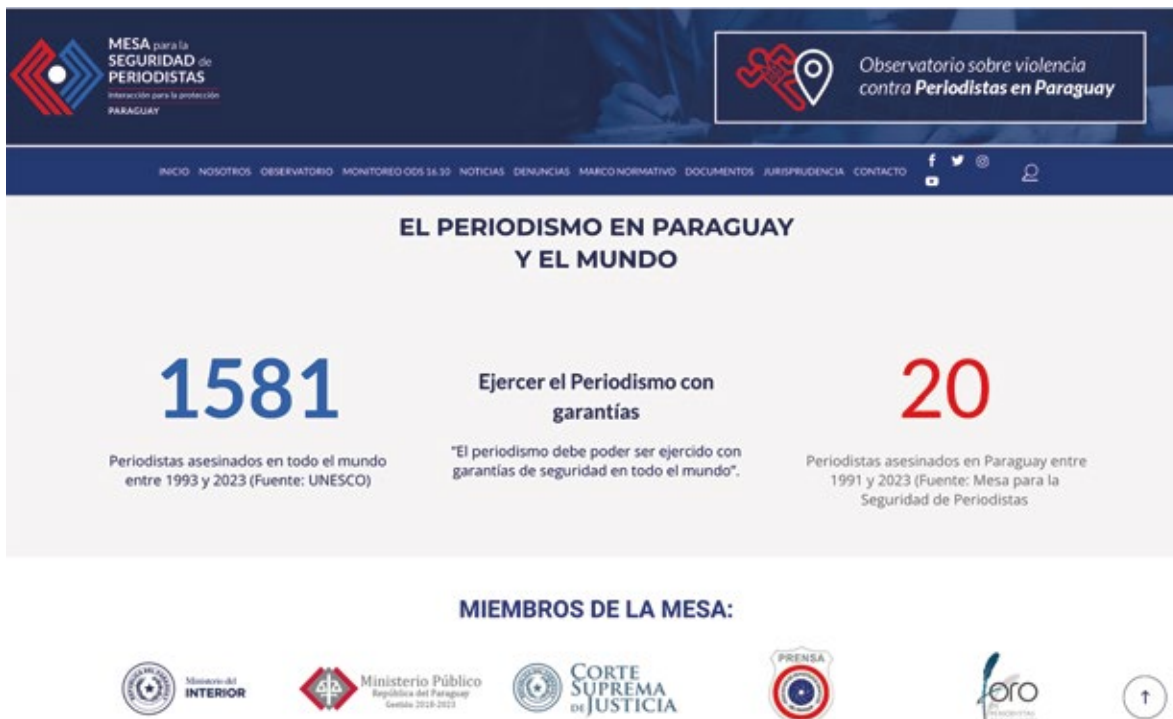 MESA para la
SEGURIDAD de
PERIODISTAS
Interacción para la protección
PARAGUAY
Observatorio sobre violencia
contra Periodistas en Paraguay
INICIO NOSOTROS OBSERVATORIO MONITOREO ODS 16.10 NOTICIAS DENUNCIAS MARCO NORMATIVO DOCUMENTOS JURISPRUDENCIA CONTACTO
EL PERIODISMO EN PARAGUAY
Y EL MUNDO
1581
Periodistas asesinados en todo el mundo
entre 1993 y 2023 (Fuente: UNESCO)
Ejercer el Periodismo con
garantías
"El periodismo debe poder ser ejercido con
garantías de seguridad en todo el mundo".
20
Periodistas asesinados en Paraguay entre
1991 y 2023 (Fuente: Mesa para la
Seguridad de Periodistas
MIEMBROS DE LA MESA:
Ministerio del
INTERIOR
Ministerio Público
República del Paraguay
Gestión 2018-2023
CORTE
SUPREMA
DE JUSTICIA
PRENSA
foro